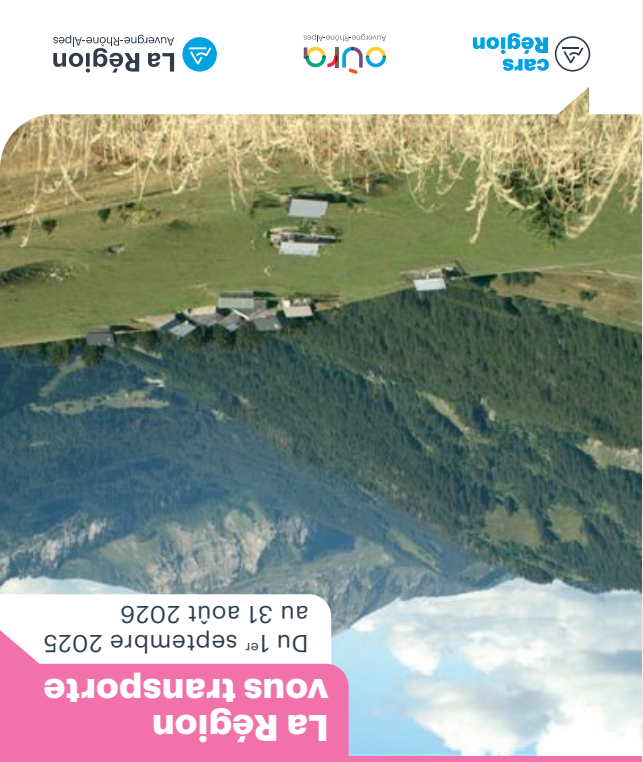 La Région
vous transporte
Du 1er septembre 2025
au 31 août 2026
cars
Région
oùra
Auvergne-Rhône-Alpes
La Région
Auvergne-Rhône-Alpes